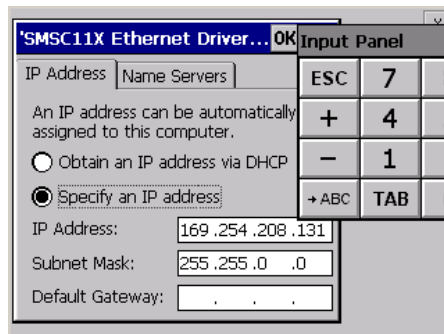 'SMSC11X Ethernet Driver... OK
Input Panel
IP Address Name Servers
An IP address can be automatically
assigned to this computer.
Obtain an IP address via DHCP
Specify an IP address
IP Address: 169 .254 .208 .131
Subnet Mask: 255 .255 .0 .0
Default Gateway: . . .
ESC 7
+ 4
− 1
→ABC TAB